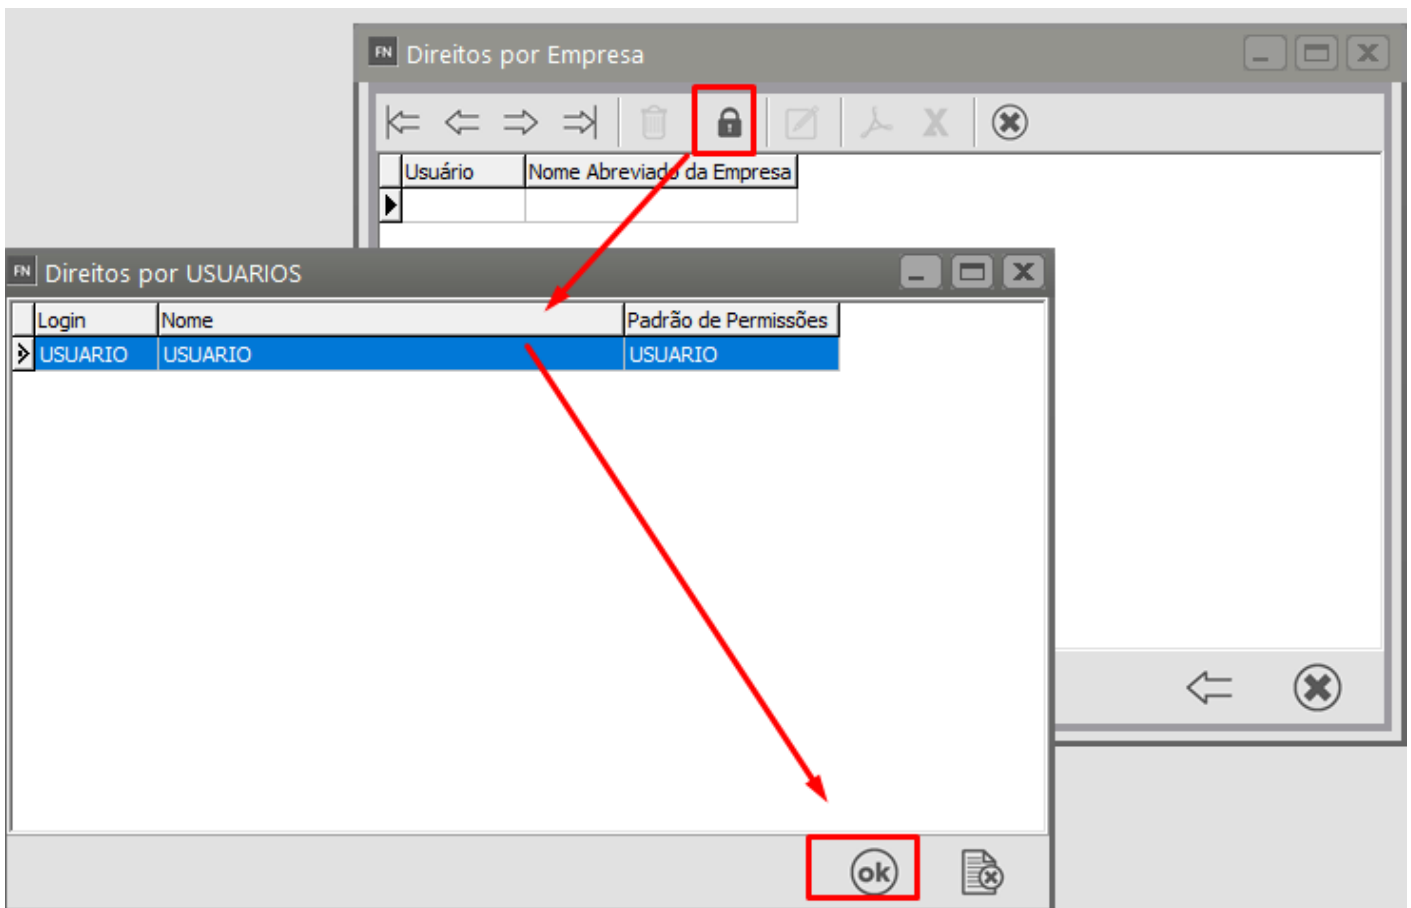 FN Direitos por Empresa
X
Usuário Nome Abreviado da Empresa
FN Direitos por USUARIOS
Login Nome Padrão de Permissões
USUARIO USUARIO USUARIO
ok